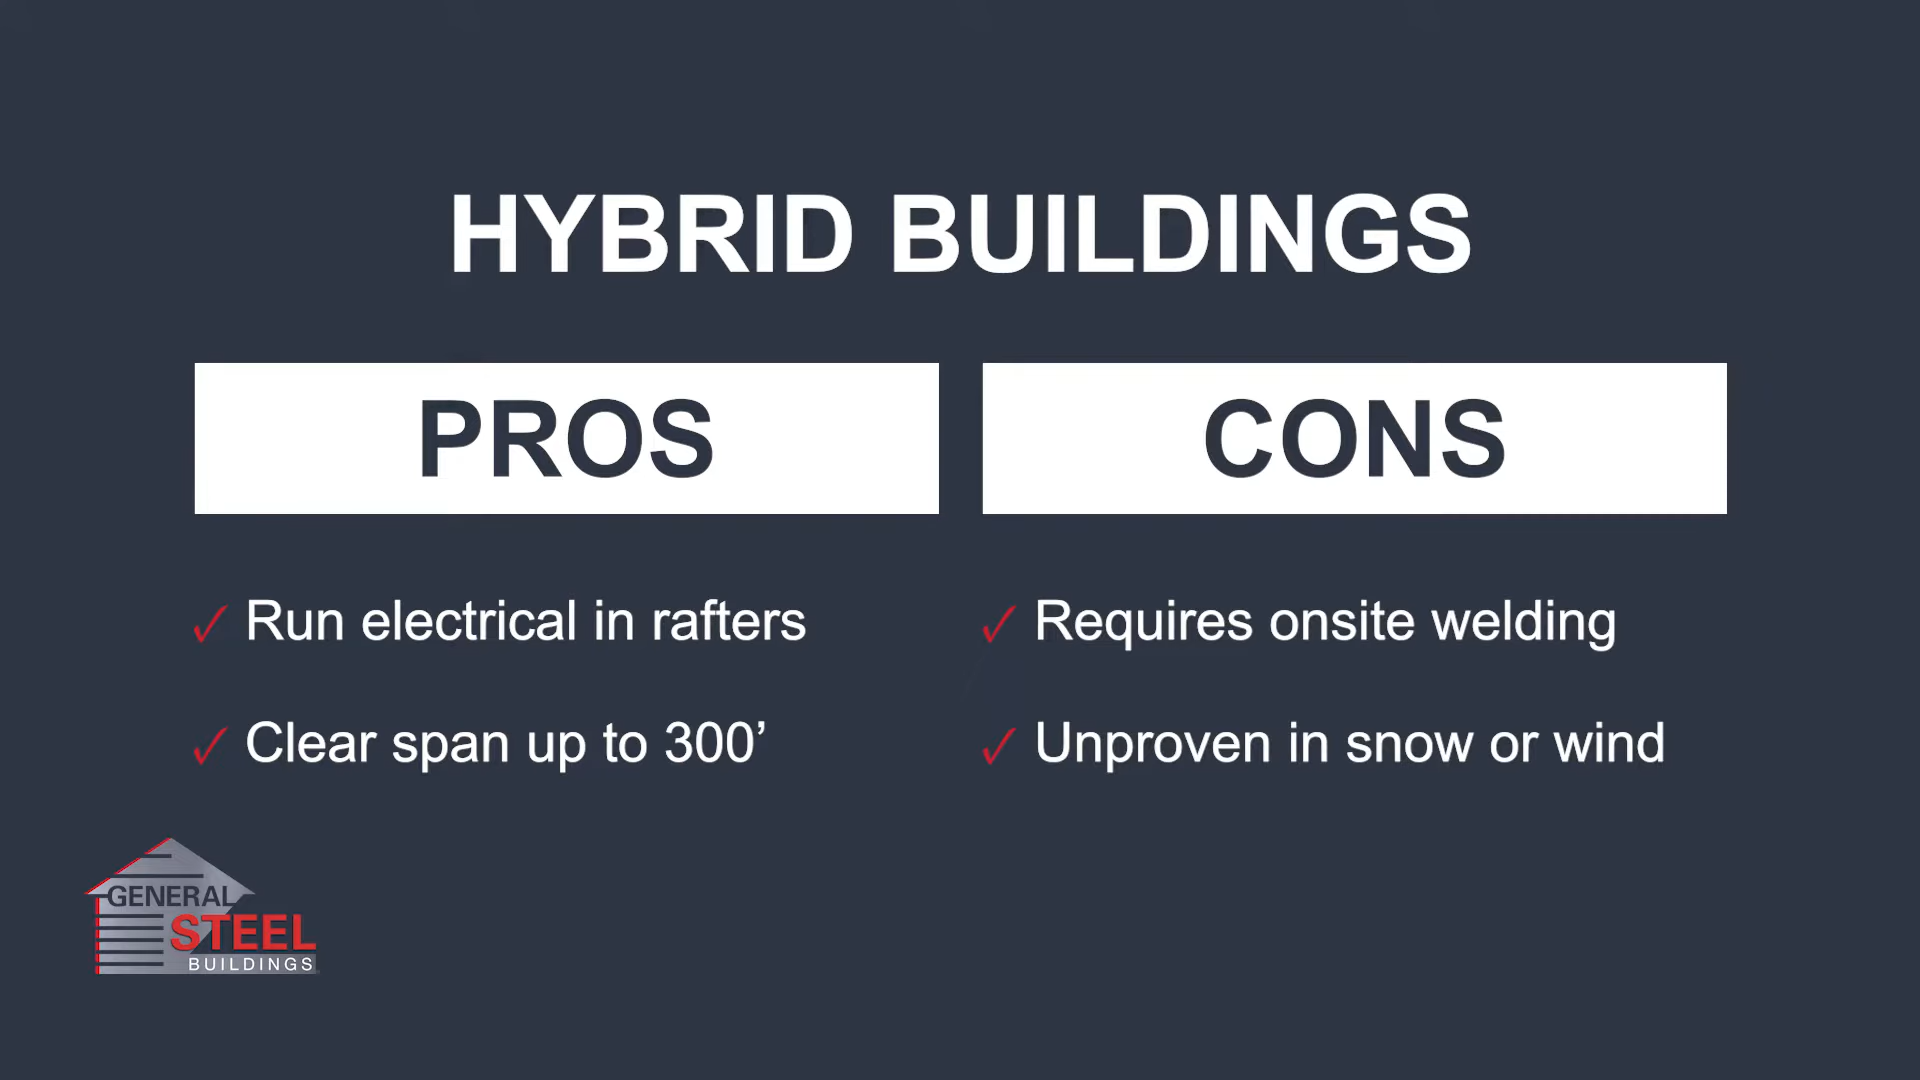 HYBRID BUILDINGS
PROS
CONS
✓ Run electrical in rafters
✓ Requires onsite welding
✓ Clear span up to 300’
✓ Unproven in snow or wind
GENERAL
STEEL
BUILDINGS